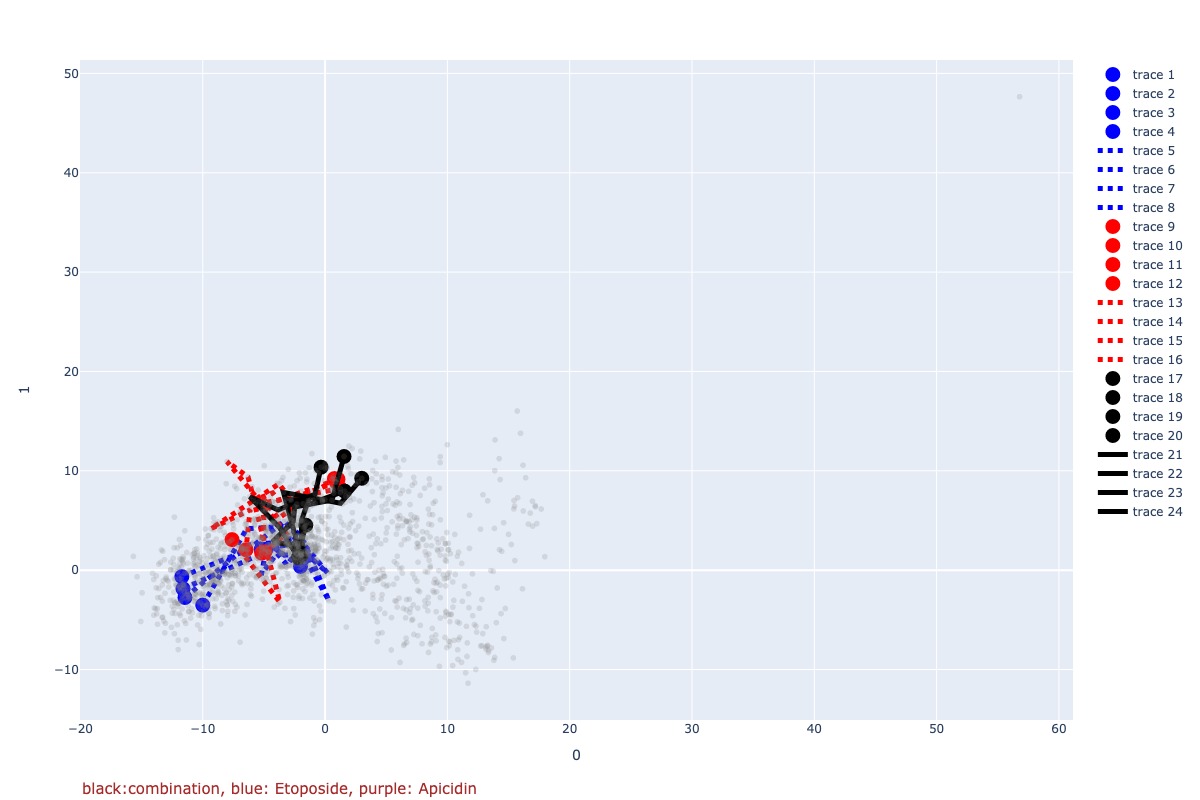 50
40
30
20
10
0
−10
1
−20
−10
0
10
20
30
40
50
60
0
trace 1
trace 2
trace 3
trace 4
trace 5
trace 6
trace 7
trace 8
trace 9
trace 10
trace 11
trace 12
trace 13
trace 14
trace 15
trace 16
trace 17
trace 18
trace 19
trace 20
trace 21
trace 22
trace 23
trace 24
black:combination, blue: Etoposide, purple: Apicidin